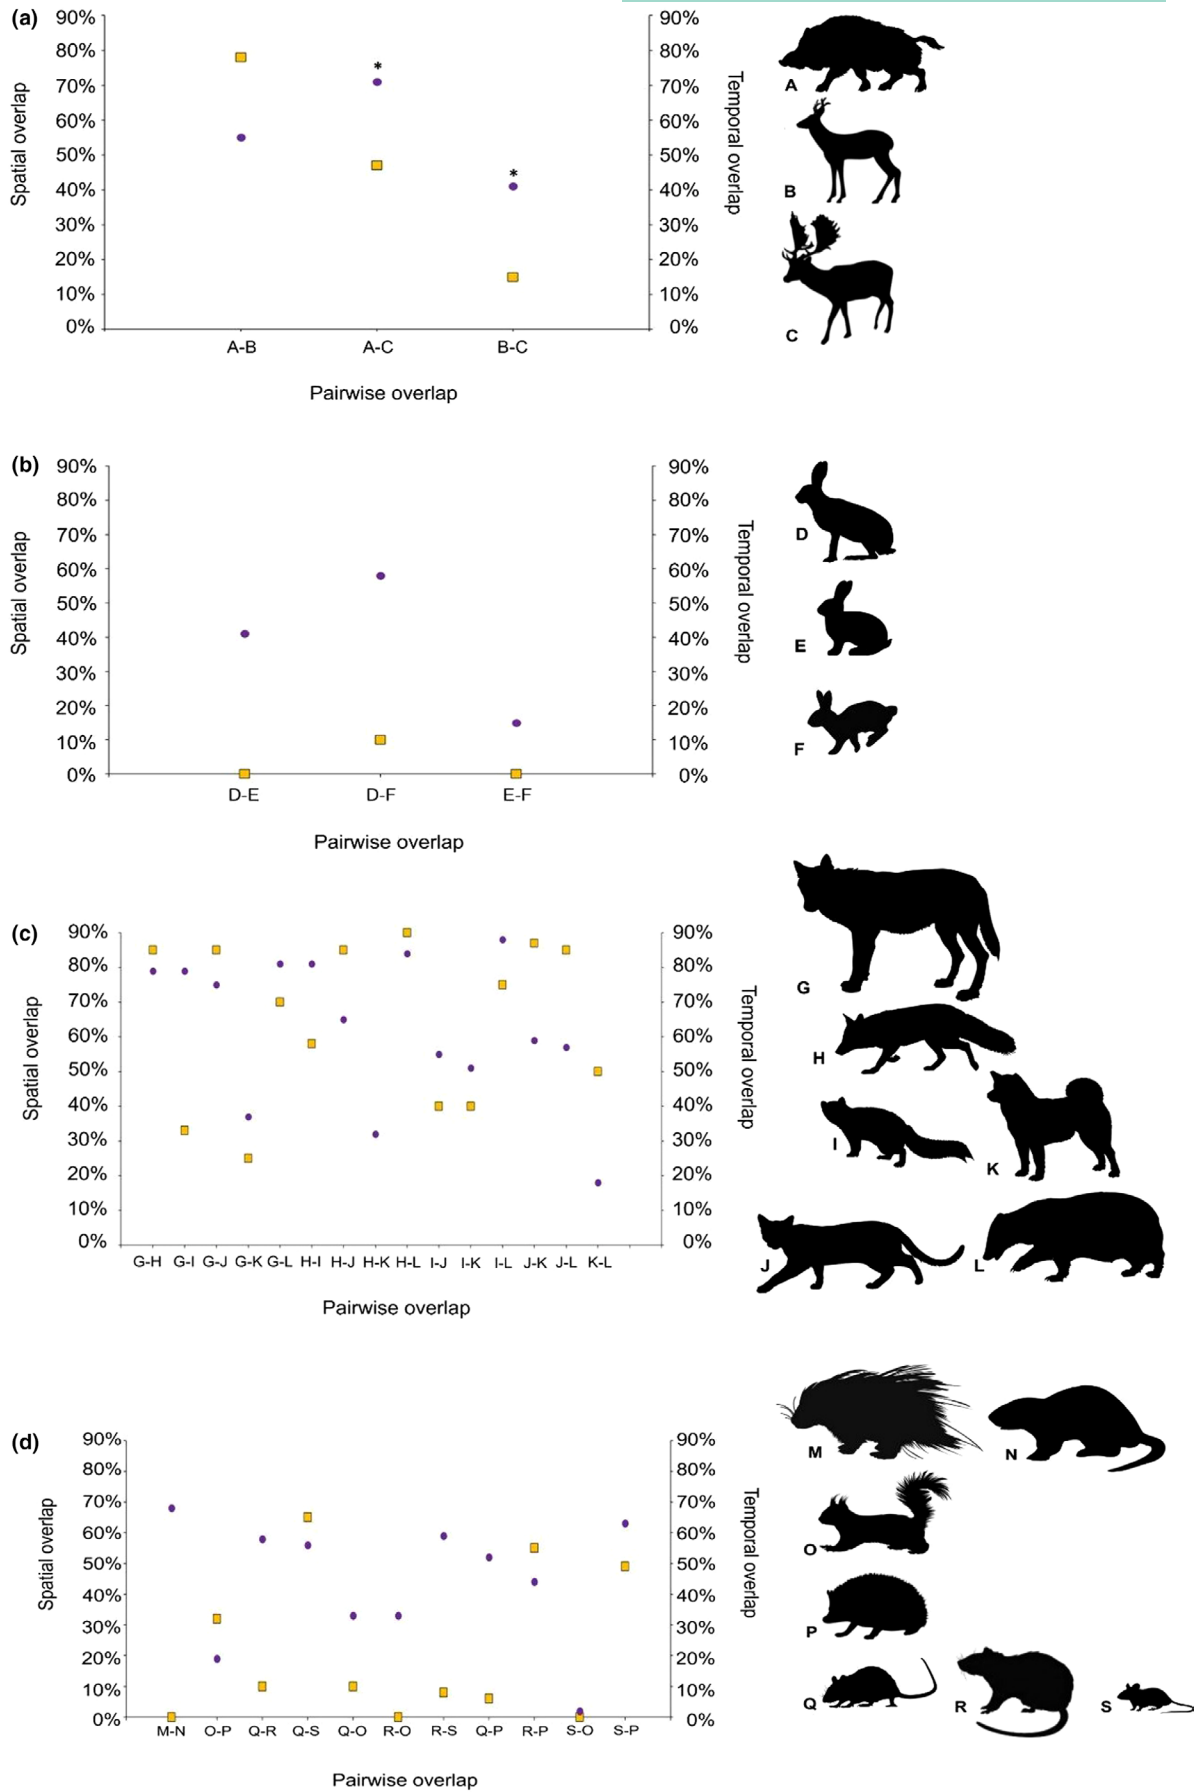 (a)
90% 90%
80% 80%
70% 70%
60% 60%
50% 50%
40% 40%
30% 30%
20% 20%
10% 10%
0% 0%
Spatial overlap
Temporal overlap
A-B A-C B-C
* *
Pairwise overlap
A
B
C
(b)
90% 90%
80% 80%
70% 70%
60% 60%
50% 50%
40% 40%
30% 30%
20% 20%
10% 10%
0% 0%
Spatial overlap
Temporal overlap
D-E D-F E-F
Pairwise overlap
D
E
F
(c)
90% 90%
80% 80%
70% 70%
60% 60%
50% 50%
40% 40%
30% 30%
20% 20%
10% 10%
0% 0%
Spatial overlap
Temporal overlap
G-H G-I G-J G-K G-L H-I H-J H-K H-L I-J I-K I-L J-K J-L K-L
Pairwise overlap
G
H
I K
J L
(d)
90% 90%
80% 80%
70% 70%
60% 60%
50% 50%
40% 40%
30% 30%
20% 20%
10% 10%
0% 0%
Spatial overlap
Temporal overlap
M-N O-P Q-R Q-S Q-O R-O R-S Q-P R-P S-O S-P
Pairwise overlap
M N
O
P
Q R S